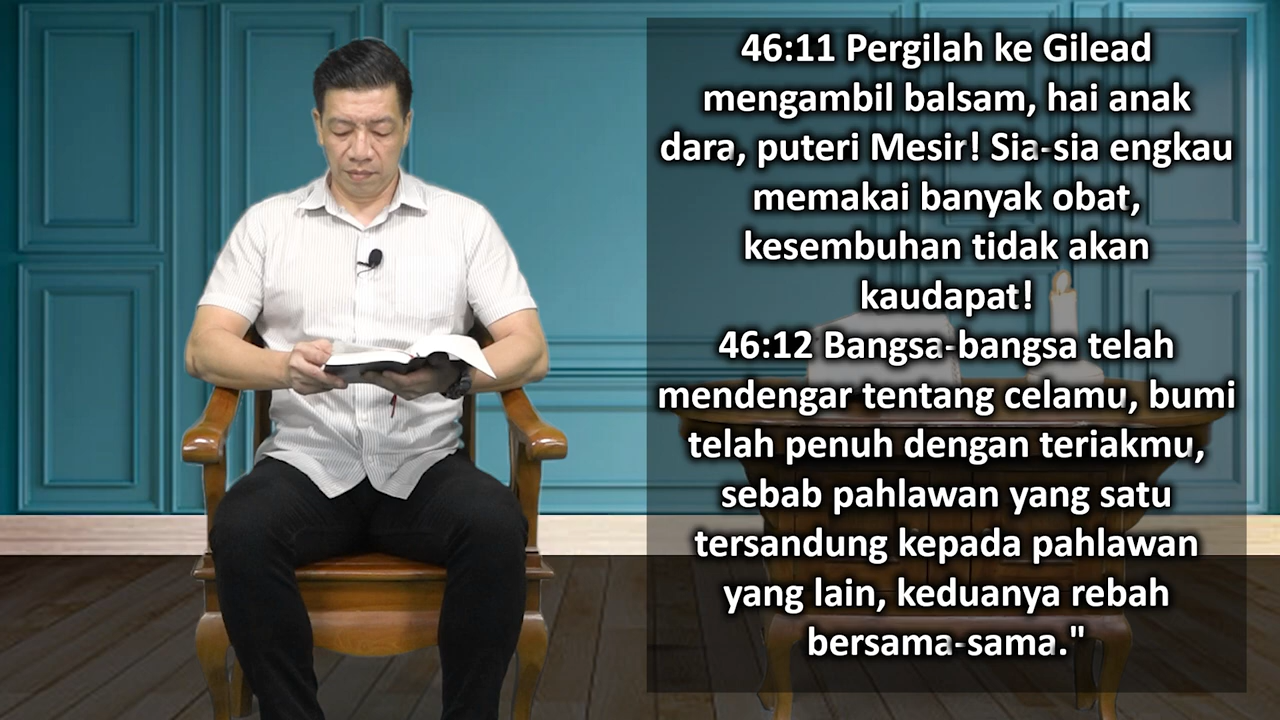 46:11 Pergilah ke Gilead
mengambil balsam, hai anak
dara, puteri Mesir! Sia-sia engkau
memakai banyak obat,
kesembuhan tidak akan
kaudapat!
46:12 Bangsa-bangsa telah
mendengar tentang celamu, bumi
telah penuh dengan teriakmu,
sebab pahlawan yang satu
tersandung kepada pahlawan
yang lain, keduanya rebah
bersama-sama."